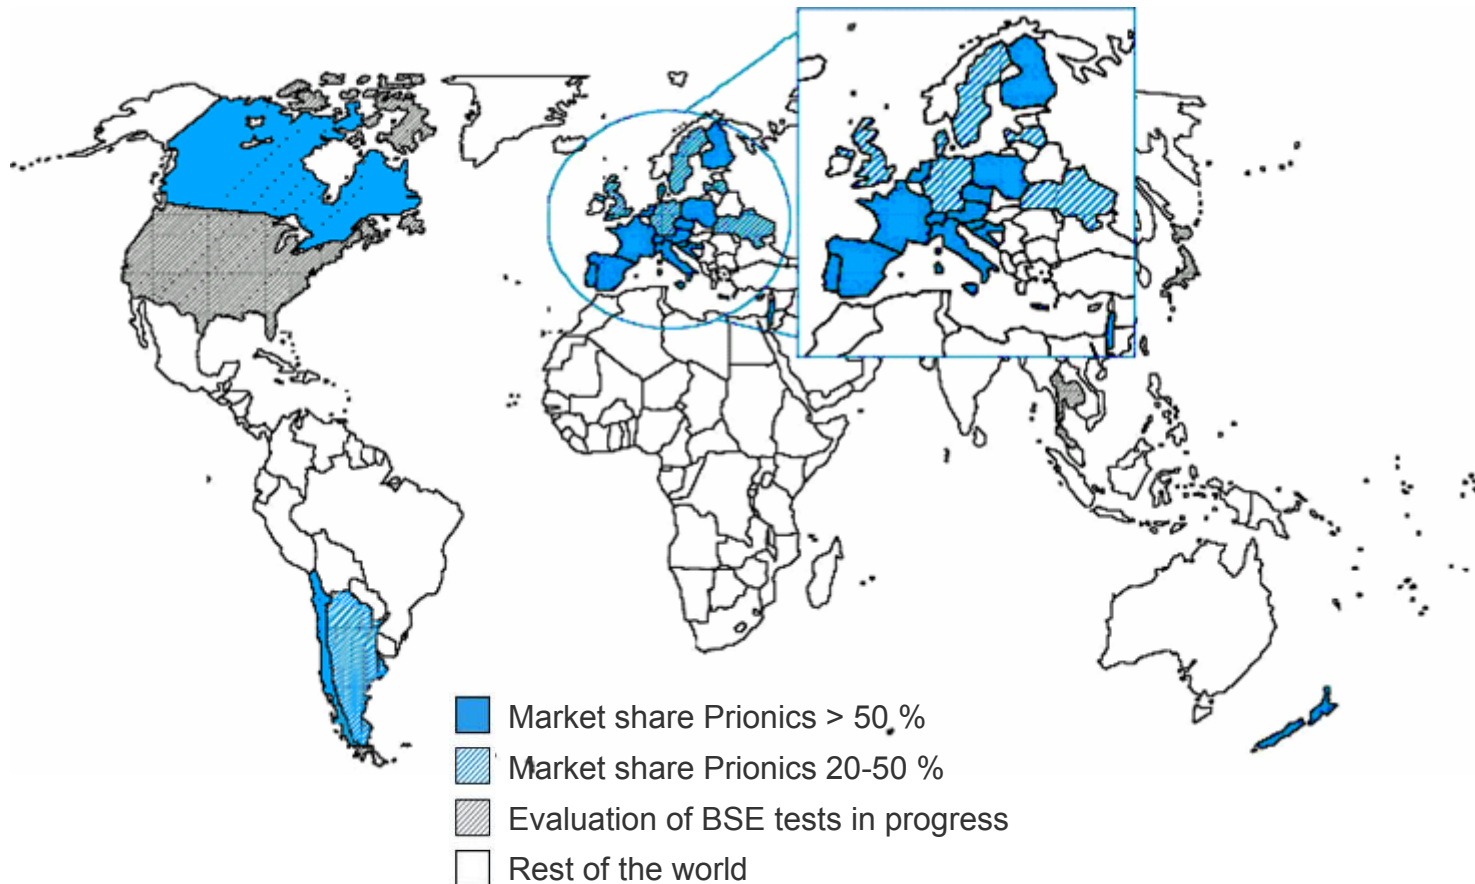 Market share Prionics > 50 %
Market share Prionics 20-50 %
Evaluation of BSE tests in progress
Rest of the world